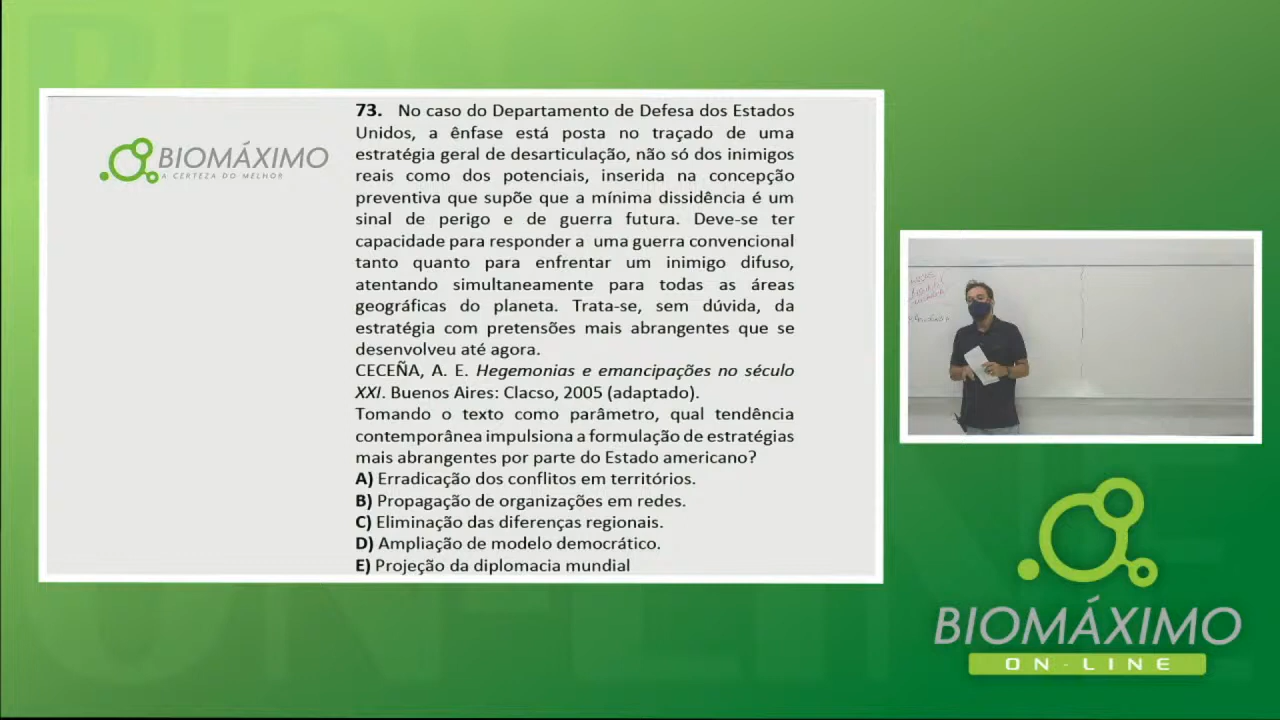 BIOMÁXIMO
A CERTEZA DO MELHOR
73. No caso do Departamento de Defesa dos Estados
Unidos, a ênfase está posta no traçado de uma
estratégia geral de desarticulação, não só dos inimigos
reais como dos potenciais, inserida na concepção
preventiva que supõe que a mínima dissidência é um
sinal de perigo e de guerra futura. Deve-se ter
capacidade para responder a uma guerra convencional
tanto quanto para enfrentar um inimigo difuso,
atentando simultaneamente para todas as áreas
geográficas do planeta. Trata-se, sem dúvida, da
estratégia com pretensões mais abrangentes que se
desenvolveu até agora.
CECEÑA, A. E. Hegemonias e emancipações no século
XXI. Buenos Aires: Clacso, 2005 (adaptado).
Tomando o texto como parâmetro, qual tendência
contemporânea impulsiona a formulação de estratégias
mais abrangentes por parte do Estado americano?
A) Erradicação dos conflitos em territórios.
B) Propagação de organizações em redes.
C) Eliminação das diferenças regionais.
D) Ampliação de modelo democrático.
E) Projeção da diplomacia mundial
BIOMÁXIMO
ON-LINE